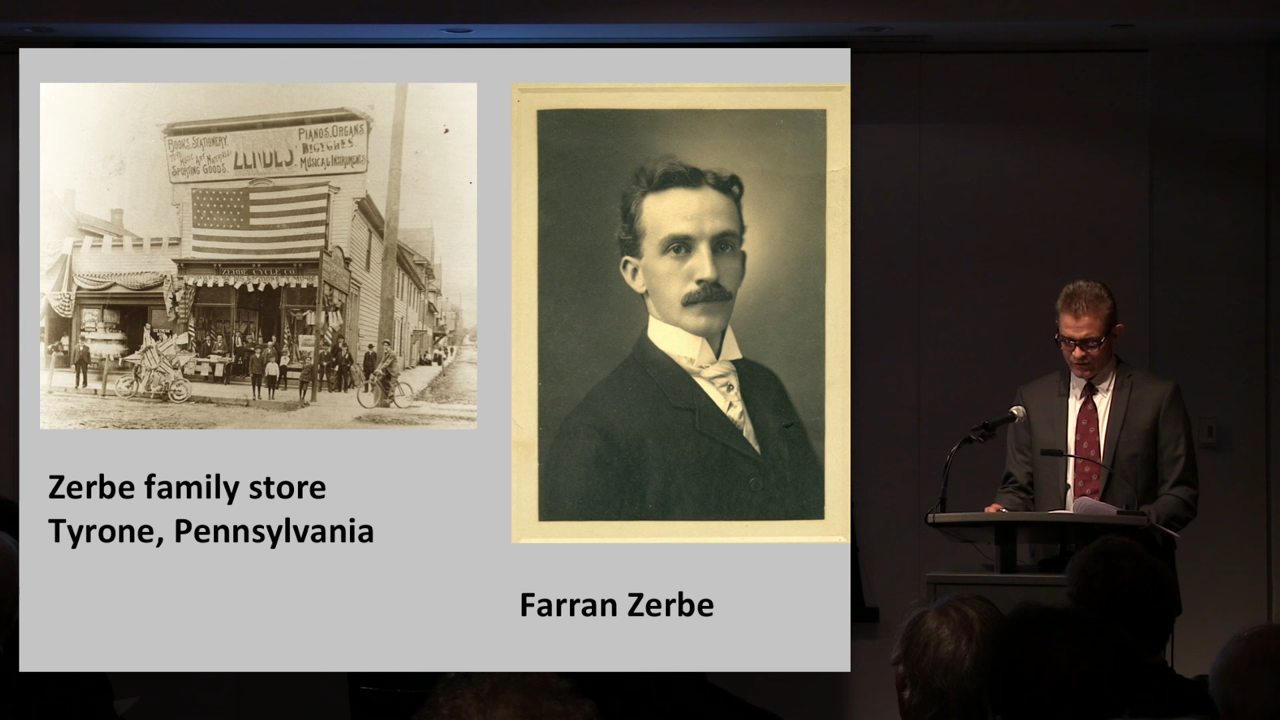 BOOKS, STATIONERY,
SPORTING GOODS.
PIANOS, ORGANS
BICYCLES
MUSICAL INSTRUMENTS
ZERBE CYCLE CO.
Zerbe family store
Tyrone, Pennsylvania
Farran Zerbe